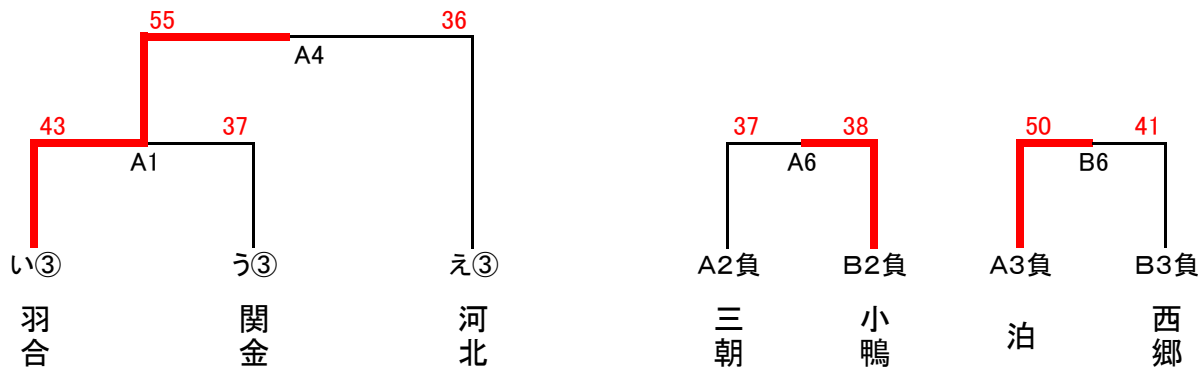 55 36
A4
43 37 37 38 50 41
A1 A6 B6
い③ う③ え③ A2負 B2負 A3負 B3負
羽合 関金 河北 三朝 小鴨 泊 西郷